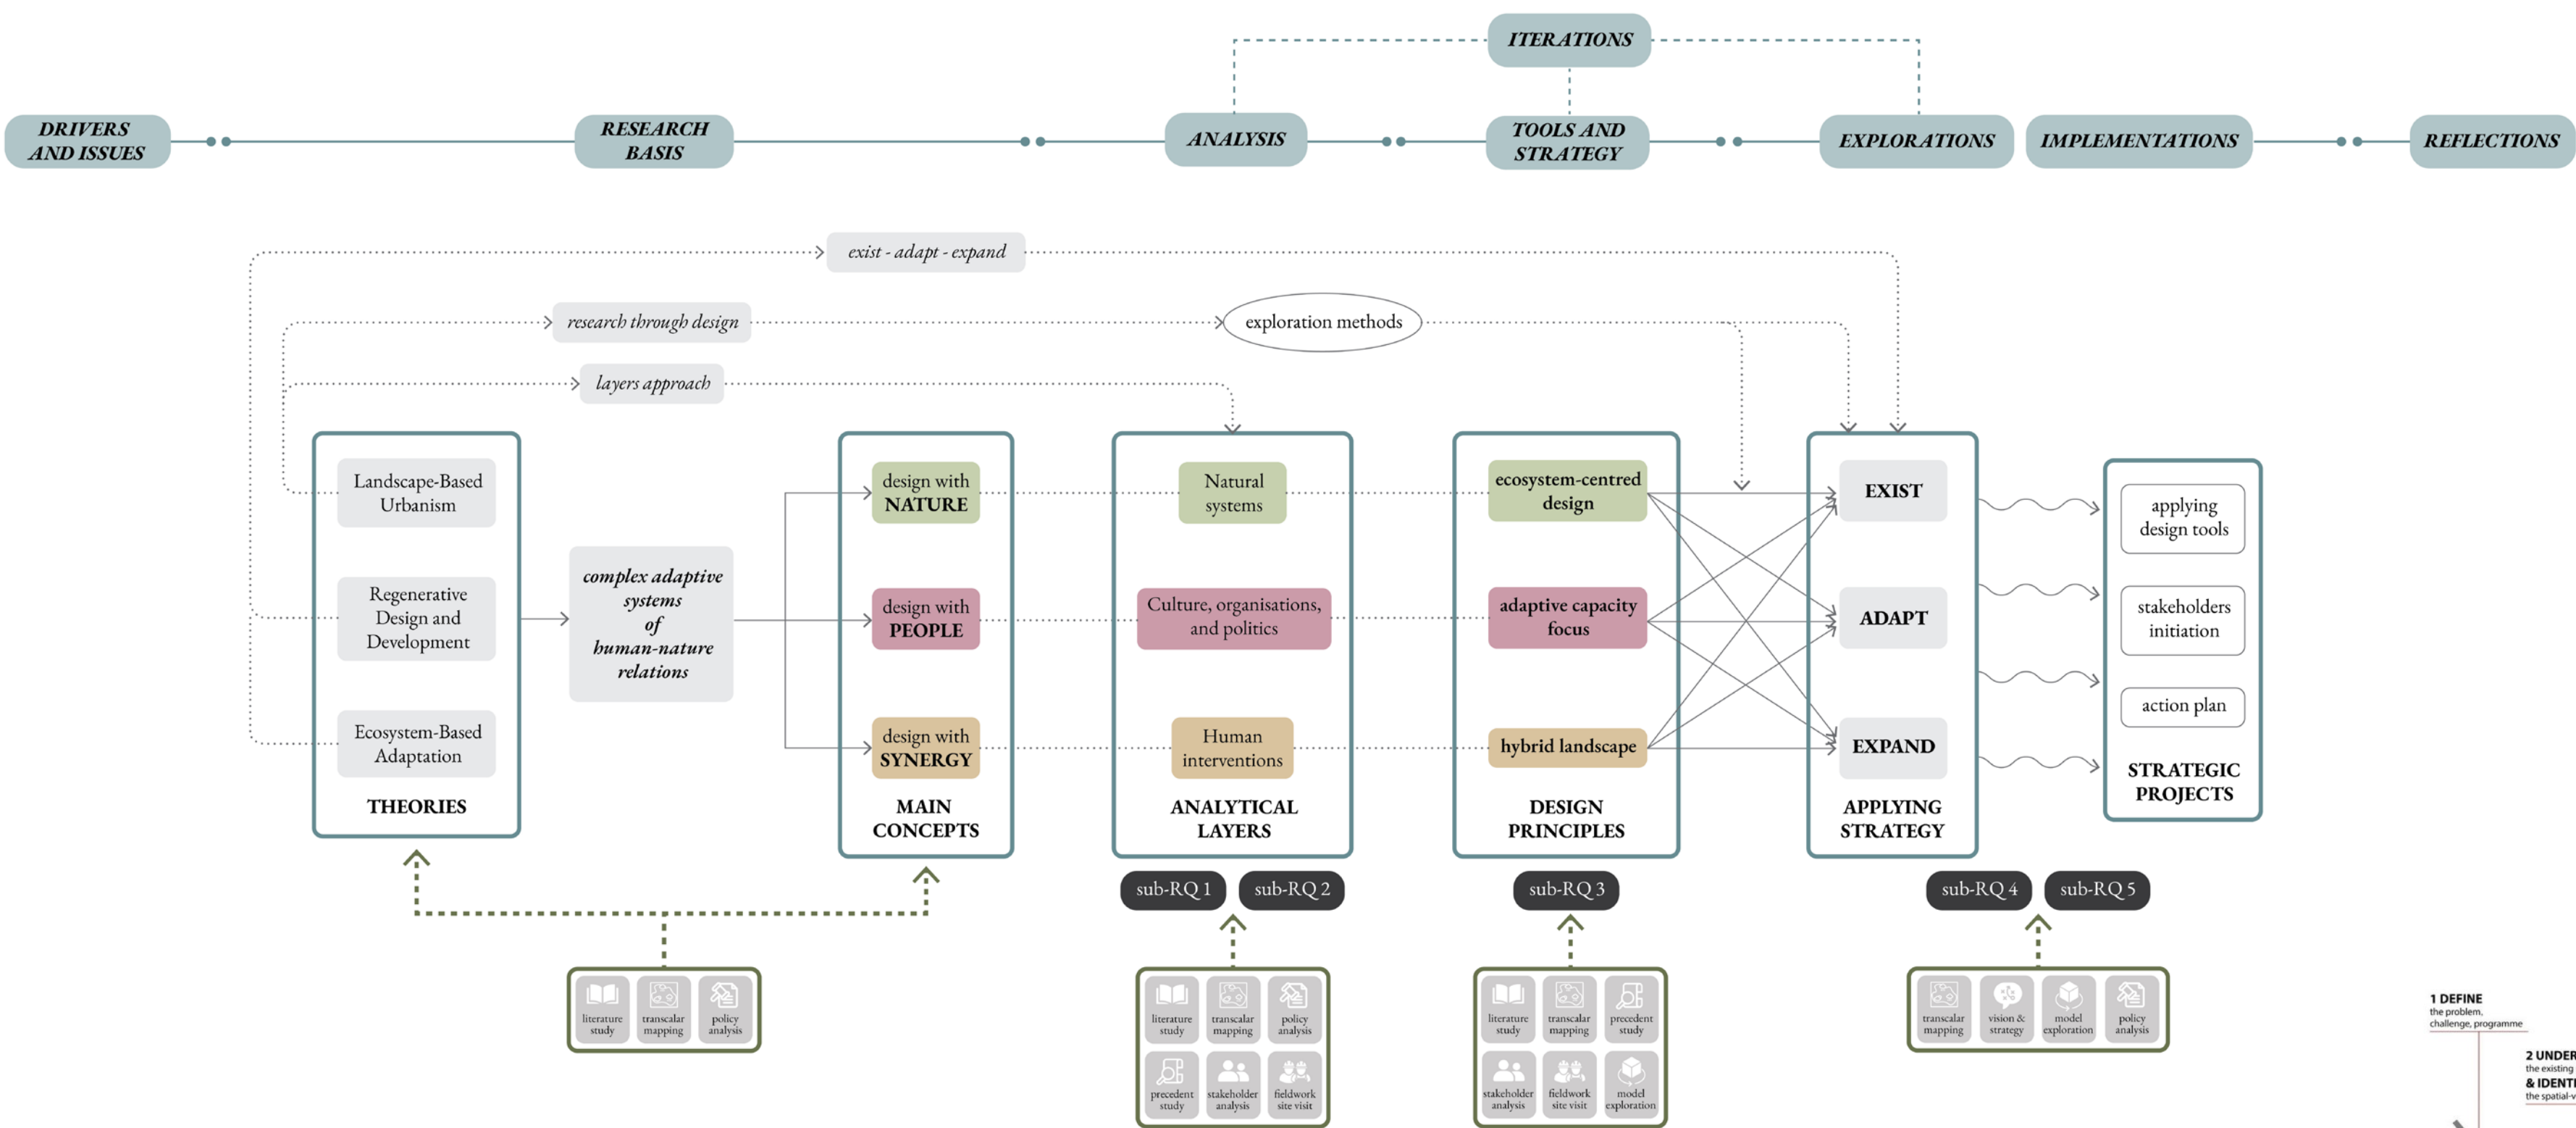 ITERATIONS
DRIVERS
AND ISSUES
RESEARCH
BASIS
ANALYSIS
TOOLS AND
STRATEGY
EXPLORATIONS
IMPLEMENTATIONS
REFLECTIONS
exist - adapt - expand
research through design
exploration methods
layers approach
Landscape-Based
Urbanism
Regenerative
Design and
Development
Ecosystem-Based
Adaptation
THEORIES
complex adaptive
systems
of
human-nature
relations
design with
NATURE
design with
PEOPLE
design with
SYNERGY
MAIN
CONCEPTS
Natural
systems
Culture, organisations,
and politics
Human
interventions
ANALYTICAL
LAYERS
ecosystem-centred
design
adaptive capacity
focus
hybrid landscape
DESIGN
PRINCIPLES
EXIST
ADAPT
EXPAND
APPLYING
STRATEGY
applying
design tools
stakeholders
initiation
action plan
STRATEGIC
PROJECTS
sub-RQ 1
sub-RQ 2
sub-RQ 3
sub-RQ 4
sub-RQ 5
literature
study
transcalar
mapping
policy
analysis
literature
study
transcalar
mapping
policy
analysis
precedent
study
stakeholder
analysis
fieldwork
site visit
literature
study
transcalar
mapping
precedent
study
stakeholder
analysis
fieldwork
site visit
model
exploration
transcalar
mapping
vision &
strategy
model
exploration
policy
analysis
1 DEFINE
the problem,
challenge, programme
2 UNDER
the existing
& IDENTI
the spatial-v